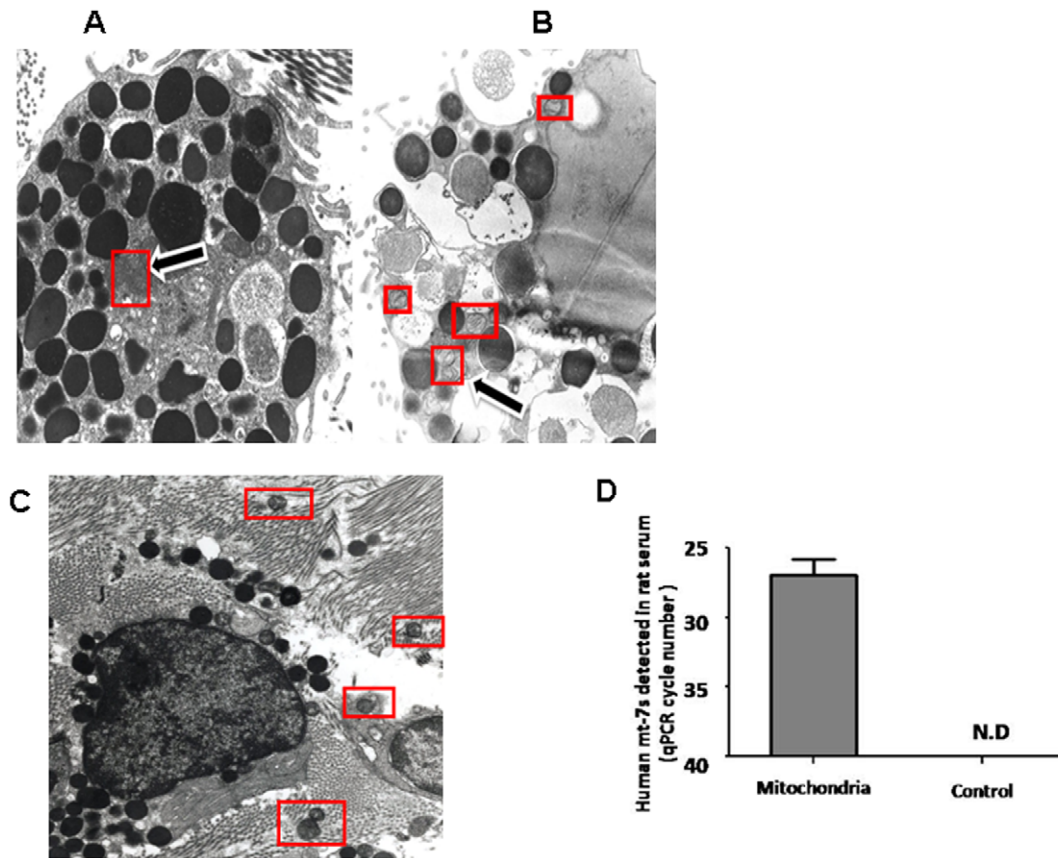 A
B
C
D
Human mt-7s detected in rat serum
(qPCR cycle number )
25
30
35
40
N.D
Mitochondria
Control